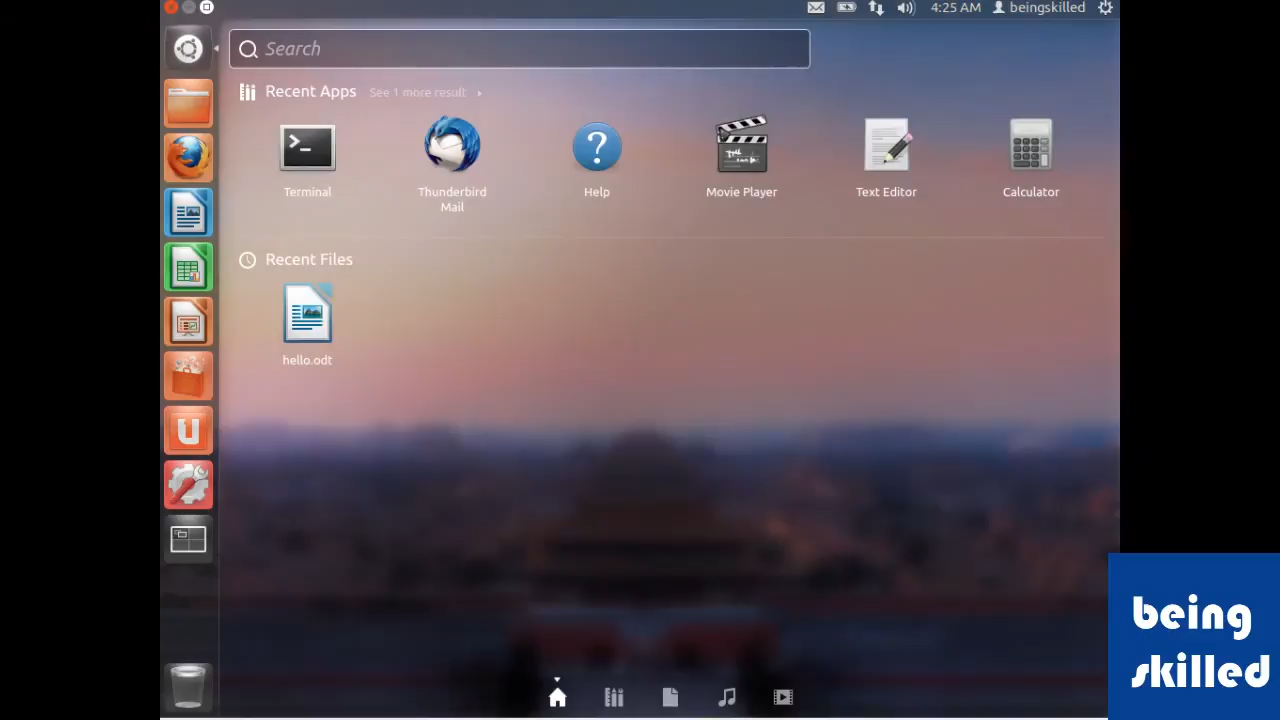 4:25 AM beingskilled
Search
Recent Apps See 1 more result
Terminal
Thunderbird
Mail
Help
Movie Player
Text Editor
Calculator
Recent Files
hello.odt
being
skilled